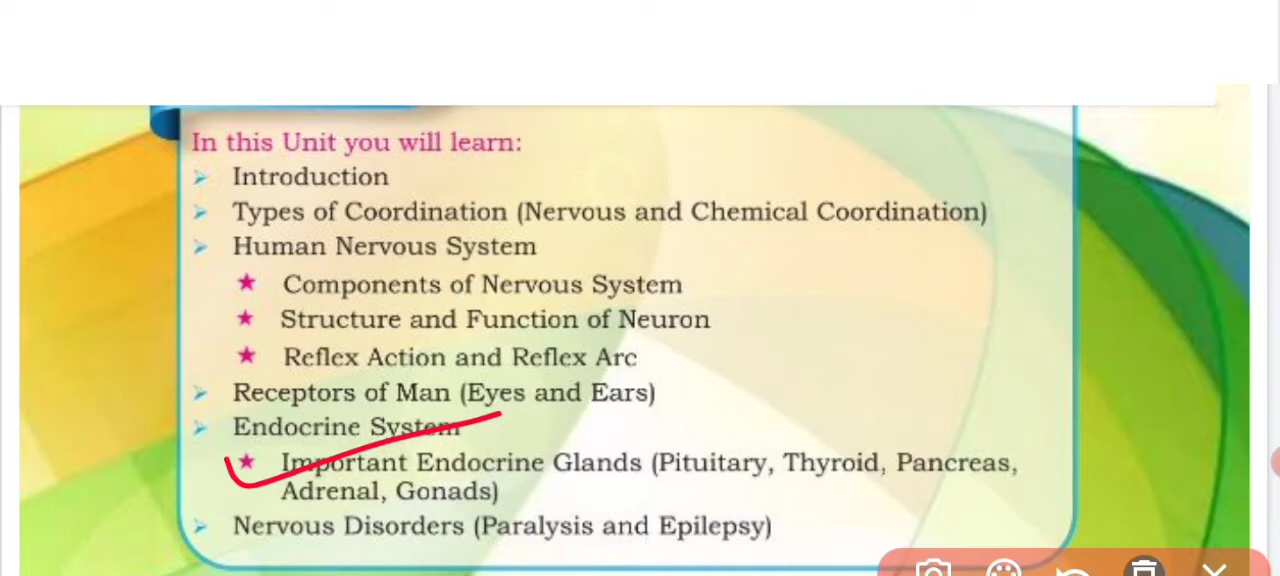 In this Unit you will learn:
➢ Introduction
➢ Types of Coordination (Nervous and Chemical Coordination)
➢ Human Nervous System
★ Components of Nervous System
★ Structure and Function of Neuron
★ Reflex Action and Reflex Arc
➢ Receptors of Man (Eyes and Ears)
➢ Endocrine System
★ Important Endocrine Glands (Pituitary, Thyroid, Pancreas,
Adrenal, Gonads)
➢ Nervous Disorders (Paralysis and Epilepsy)